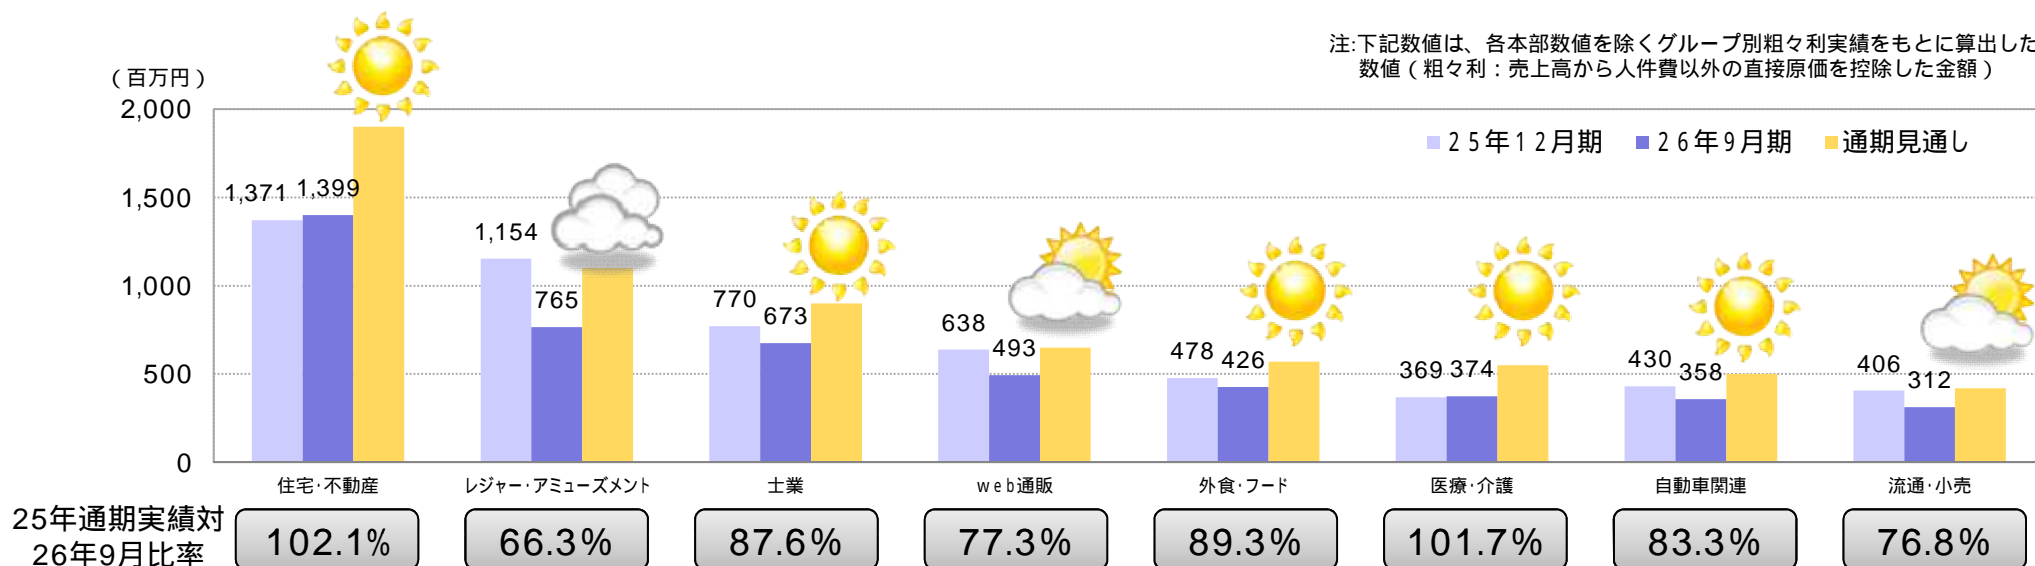 注:下記数値は、各本部数値を除くグループ別粗々利実績をもとに算出した
数値（粗々利：売上高から人件費以外の直接原価を控除した金額）
（百万円）
2,000
1,500
1,000
500
0
25年12月期 26年9月期 通期見通し
1,371 1,399
1,154 765
770 673
638 493
478 426
369 374
430 358
406 312
住宅・不動産 レジャー・アミューズメント 士業 web通販 外食・フード 医療・介護 自動車関連 流通・小売
25年通期実績対
26年9月比率
102.1% 66.3% 87.6% 77.3% 89.3% 101.7% 83.3% 76.8%